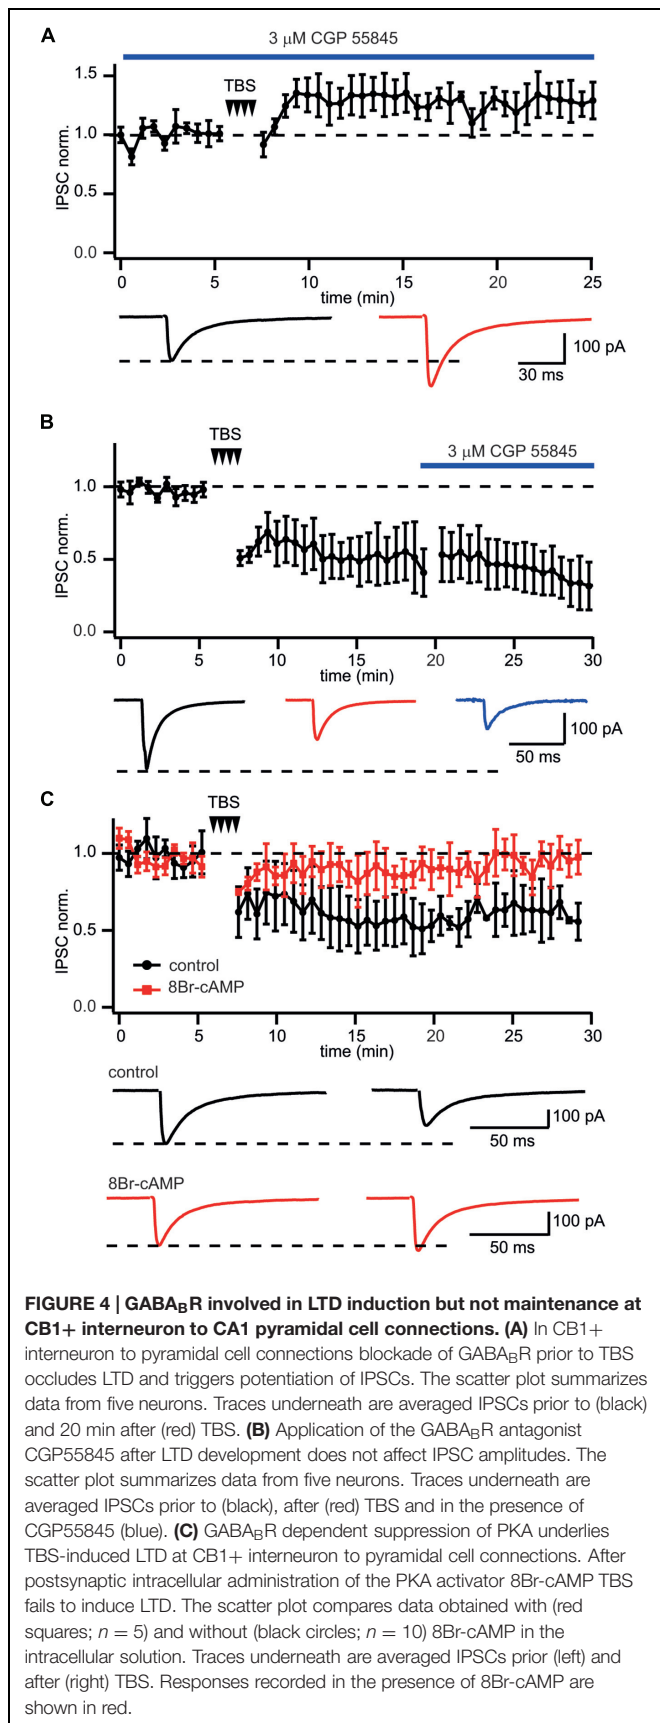 A
3 µM CGP 55845
TBS
1.5
1.0
0.5
0.0
IPSC norm.
0 5 10 15 20 25
time (min)
100 pA
30 ms
B
TBS
3 µM CGP 55845
1.0
0.5
0.0
IPSC norm.
0 5 10 15 20 25 30
time (min)
100 pA
50 ms
C
TBS
1.0
0.5
0.0
IPSC norm.
control
8Br-cAMP
0 5 10 15 20 25 30
time (min)
control
100 pA
50 ms
8Br-cAMP
100 pA
50 ms
FIGURE 4 | GABABR involved in LTD induction but not maintenance at
CB1+ interneuron to CA1 pyramidal cell connections. (A) In CB1+
interneuron to pyramidal cell connections blockade of GABABR prior to TBS
occludes LTD and triggers potentiation of IPSCs. The scatter plot summarizes
data from five neurons. Traces underneath are averaged IPSCs prior to (black)
and 20 min after (red) TBS. (B) Application of the GABABR antagonist
CGP55845 after LTD development does not affect IPSC amplitudes. The
scatter plot summarizes data from five neurons. Traces underneath are
averaged IPSCs prior to (black), after (red) TBS and in the presence of
CGP55845 (blue). (C) GABABR dependent suppression of PKA underlies
TBS-induced LTD at CB1+ interneuron to pyramidal cell connections. After
postsynaptic intracellular administration of the PKA activator 8Br-cAMP TBS
fails to induce LTD. The scatter plot compares data obtained with (red
squares; n = 5) and without (black circles; n = 10) 8Br-cAMP in the
intracellular solution. Traces underneath are averaged IPSCs prior (left) and
after (right) TBS. Responses recorded in the presence of 8Br-cAMP are
shown in red.